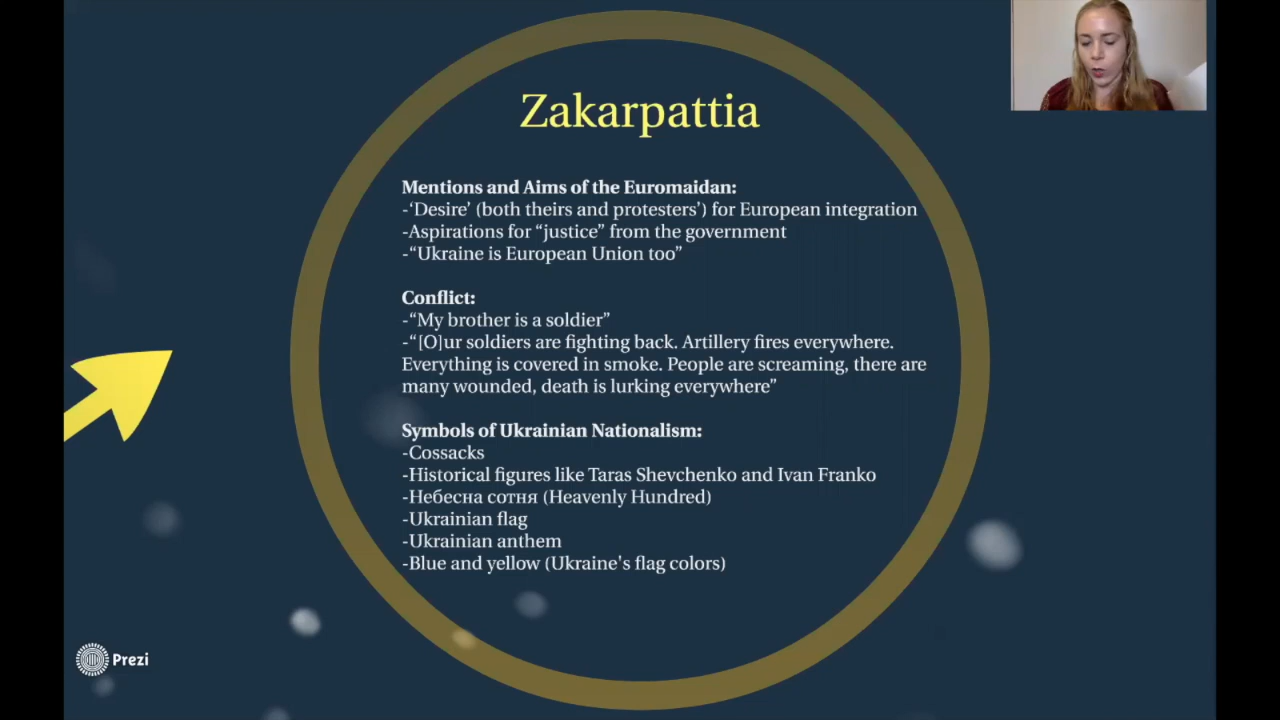 Zakarpattia
Mentions and Aims of the Euromaidan:
-‘Desire’ (both theirs and protesters’) for European integration
-Aspirations for “justice” from the government
-“Ukraine is European Union too”
Conflict:
-“My brother is a soldier”
-“[O]ur soldiers are fighting back. Artillery fires everywhere.
Everything is covered in smoke. People are screaming, there are
many wounded, death is lurking everywhere”
Symbols of Ukrainian Nationalism:
-Cossacks
-Historical figures like Taras Shevchenko and Ivan Franko
-Небесна сотня (Heavenly Hundred)
-Ukrainian flag
-Ukrainian anthem
-Blue and yellow (Ukraine's flag colors)
Prezi